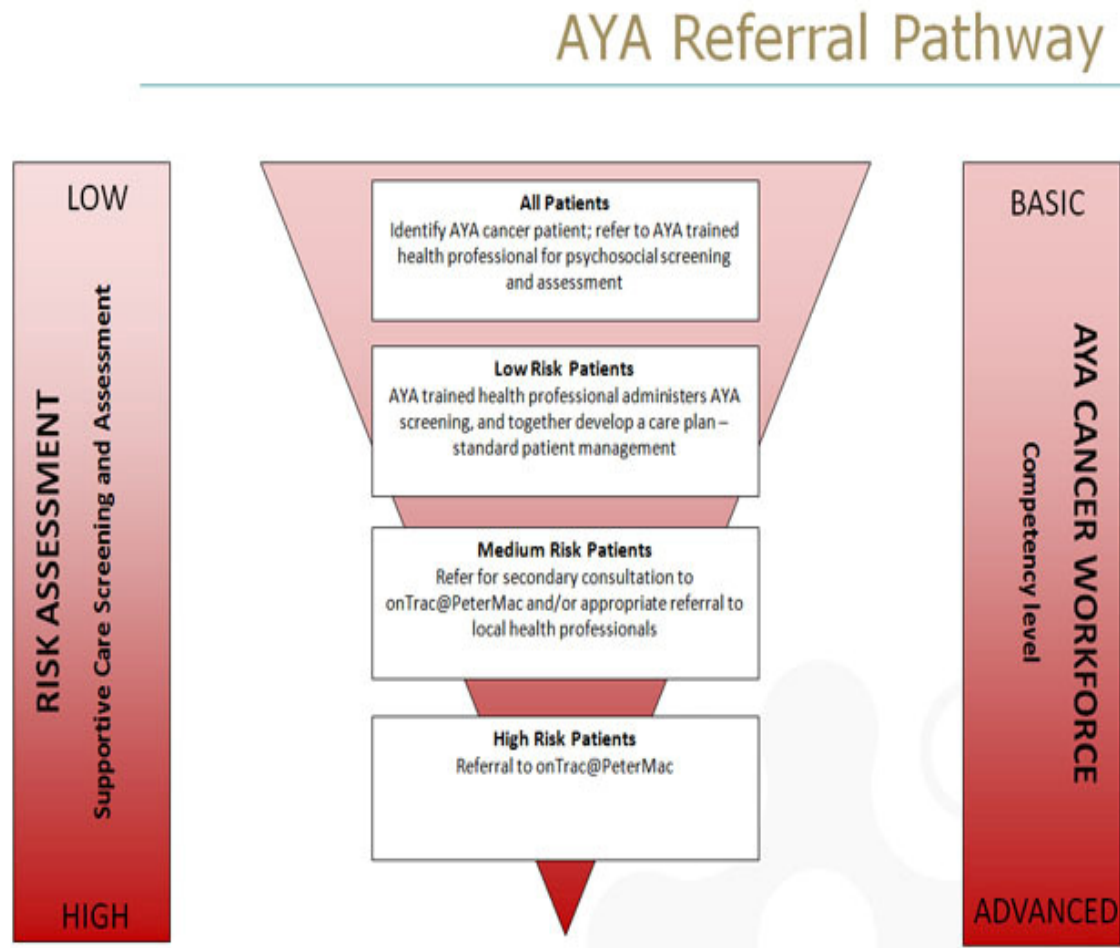 AYA Referral Pathway
LOW
RISK ASSESSMENT
Supportive Care Screening and Assessment
HIGH
All Patients
Identify AYA cancer patient; refer to AYA trained
health professional for psychosocial screening
and assessment
Low Risk Patients
AYA trained health professional administers AYA
screening, and together develop a care plan –
standard patient management
Medium Risk Patients
Refer for secondary consultation to
onTrac@PeterMac and/or appropriate referral to
local health professionals
High Risk Patients
Referral to onTrac@PeterMac
BASIC
AYA CANCER WORKFORCE
Competency level
ADVANCED